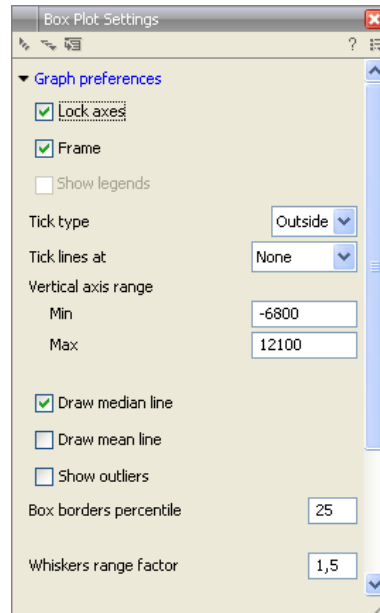 Box Plot Settings
?
Graph preferences
Lock axes
Frame
Show legends
Tick type Outside
Tick lines at None
Vertical axis range
Min -6800
Max 12100
Draw median line
Draw mean line
Show outliers
Box borders percentile 25
Whiskers range factor 1,5